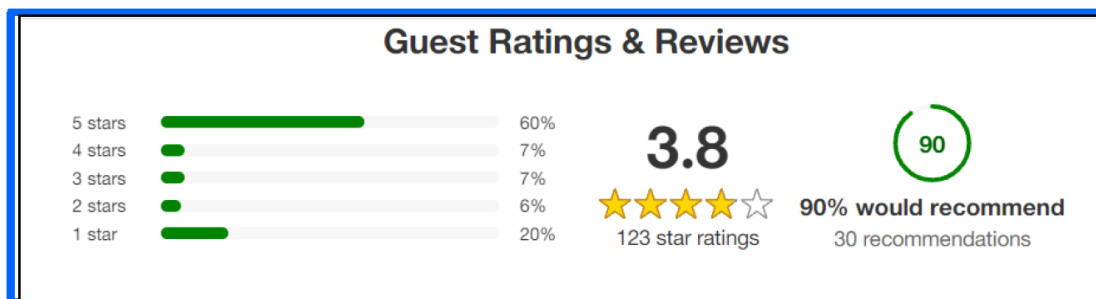 Guest Ratings & Reviews
5 stars 60%
4 stars 7%
3 stars 7%
2 stars 6%
1 star 20%
3.8
123 star ratings
90
90% would recommend
30 recommendations